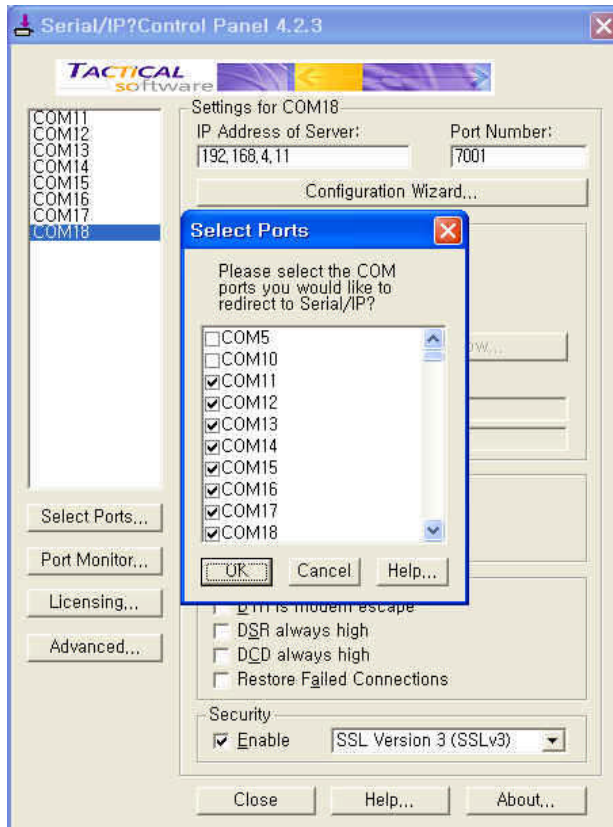 Serial/IP?Control Panel 4.2.3
TACTICAL
software
COM11
COM12
COM13
COM14
COM15
COM16
COM17
COM18
Select Ports...
Port Monitor...
Licensing...
Advanced...
Settings for COM18
IP Address of Server:
Port Number:
192,168,4,11
7001
Configuration Wizard...
Select Ports
Please select the COM
ports you would like to
redirect to Serial/IP?
COM5
COM10
COM11
COM12
COM13
COM14
COM15
COM16
COM17
COM18
OK
Cancel
Help...
DTR is modem escape
DSR always high
DCD always high
Restore Failed Connections
Security
Enable
SSL Version 3 (SSLv3)
Close
Help...
About...